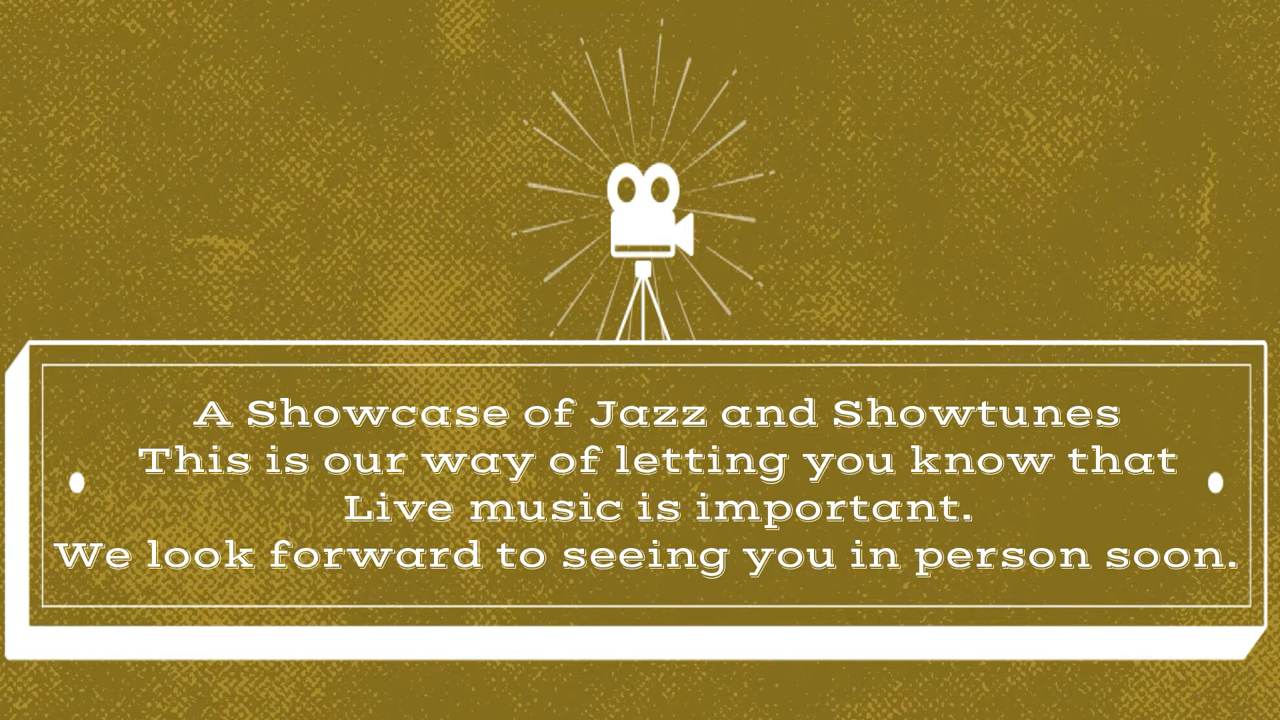 A Showcase of Jazz and Showtunes
This is our way of letting you know that
Live music is important.
We look forward to seeing you in person soon.